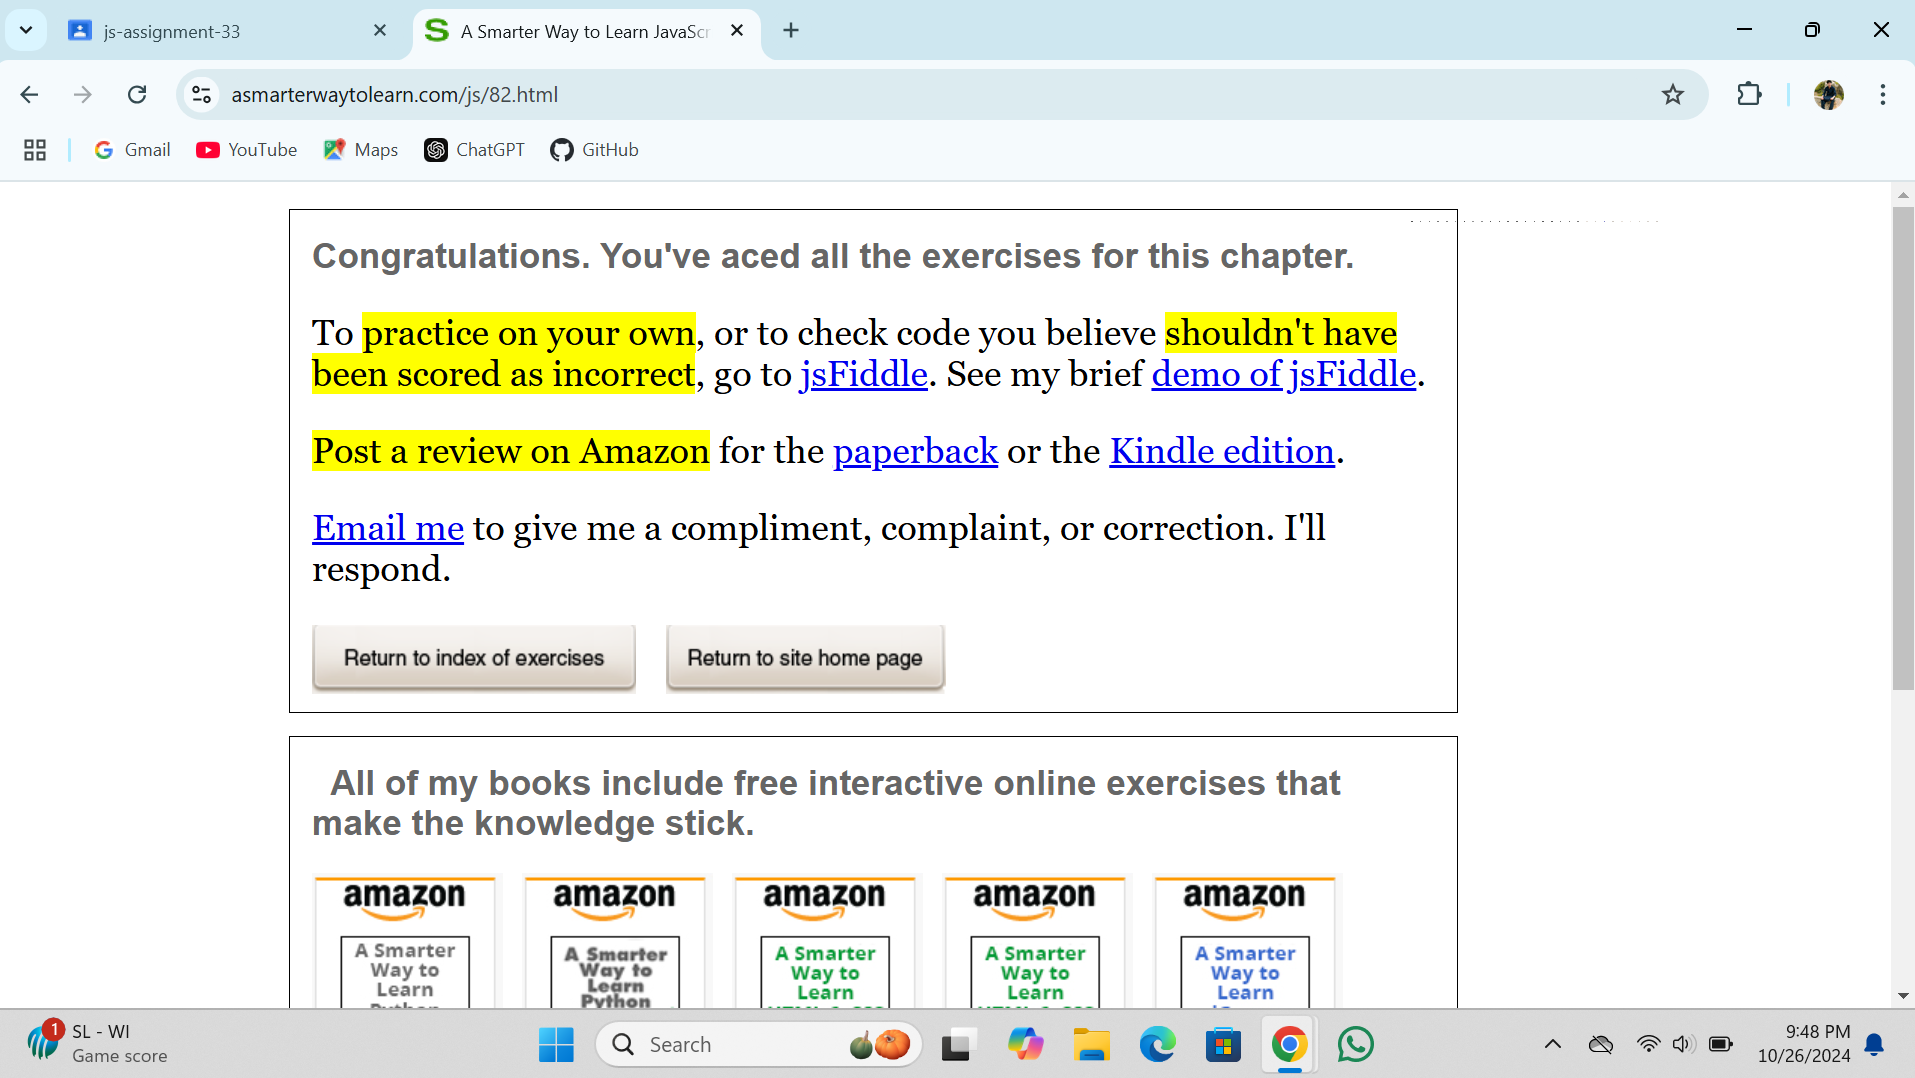 js-assignment-33
A Smarter Way to Learn JavaScr
asmarterwaytolearn.com/js/82.html
Gmail
YouTube
Maps
ChatGPT
GitHub
Congratulations. You've aced all the exercises for this chapter.
To practice on your own, or to check code you believe shouldn't have
been scored as incorrect, go to jsFiddle. See my brief demo of jsFiddle.
Post a review on Amazon for the paperback or the Kindle edition.
Email me to give me a compliment, complaint, or correction. I'll
respond.
Return to index of exercises
Return to site home page
All of my books include free interactive online exercises that
make the knowledge stick.
amazon
A Smarter
Way to
Learn
Python
amazon
A Smarter
Way to
Learn
Python
amazon
A Smarter
Way to
Learn
amazon
A Smarter
Way to
Learn
amazon
A Smarter
Way to
Learn
1
SL - WI
Game score
Search
9:48 PM
10/26/2024